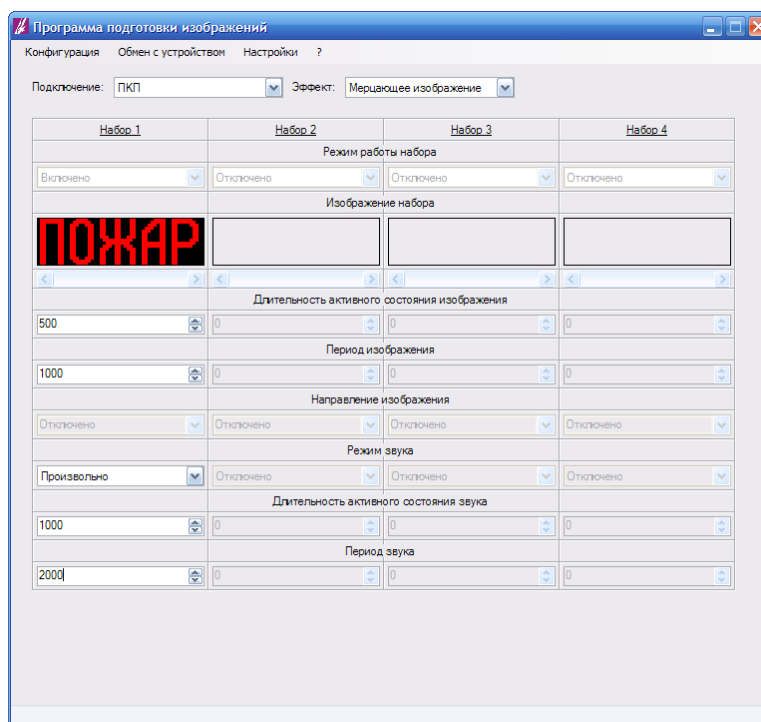 Программа подготовки изображений
Конфигурация Обмен с устройством Настройки ?
Подключение: ПКП Эффект: Мерцающее изображение
Набор 1 Набор 2 Набор 3 Набор 4
Режим работы набора
Включено Отключено Отключено Отключено
Изображение набора
ПОЖАР
Длительность активного состояния изображения
500 0 0 0
Период изображения
1000 0 0 0
Направление изображения
Отключено Отключено Отключено Отключено
Режим звука
Произвольно Отключено Отключено Отключено
Длительность активного состояния звука
1000 0 0 0
Период звука
2000 0 0 0